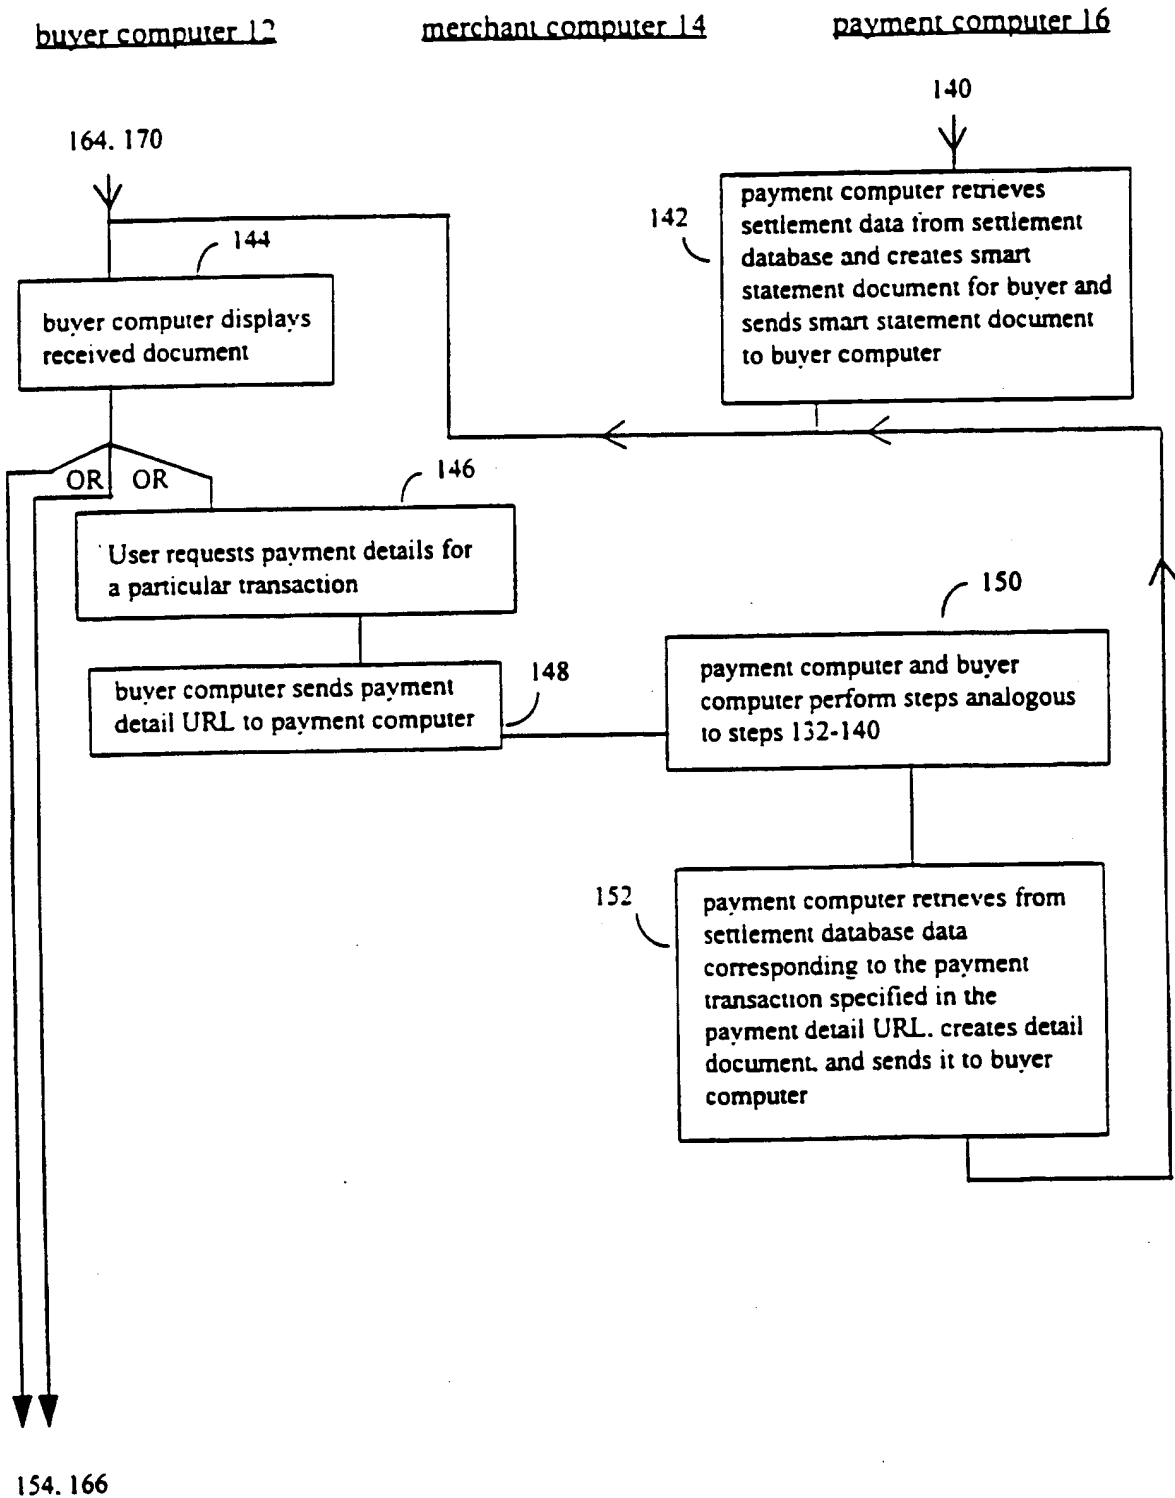 buyer computer 12
merchant computer 14
payment computer 16
140
164. 170
payment computer retrieves
settlement data from settlement
database and creates smart
statement document for buyer and
sends smart statement document
to buyer computer
142
144
buyer computer displays
received document
OR
OR
146
User requests payment details for
a particular transaction
150
buyer computer sends payment
detail URL to payment computer
148
payment computer and buyer
computer perform steps analogous
to steps 132-140
152
payment computer retrieves from
settlement database data
corresponding to the payment
transaction specified in the
payment detail URL. creates detail
document. and sends it to buyer
computer
154. 166